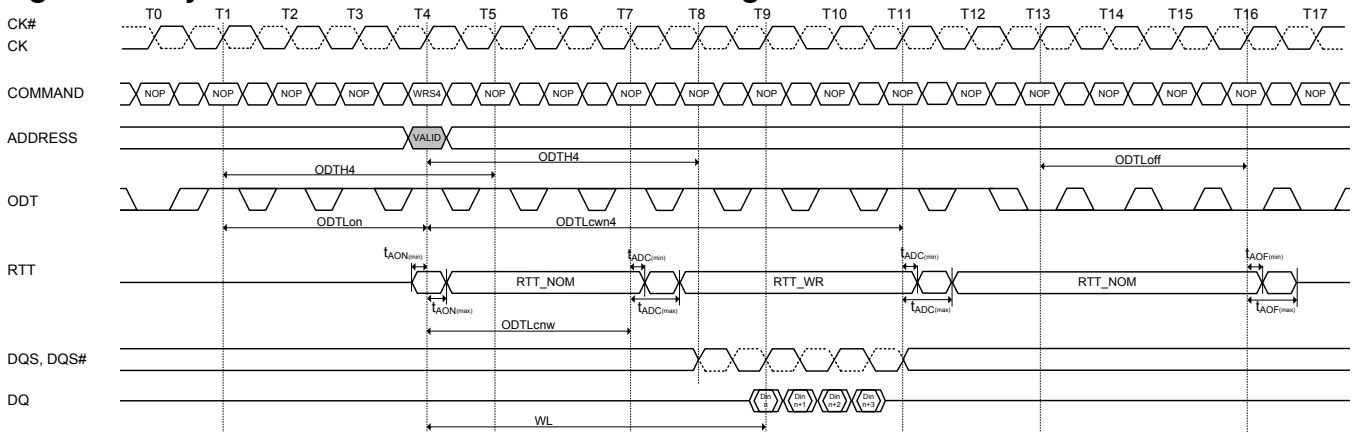 T0 T1 T2 T3 T4 T5 T6 T7 T8 T9 T10 T11 T12 T13 T14 T15 T16 T17
CK#
CK
COMMAND NOP NOP NOP NOP WRS4 NOP NOP NOP NOP NOP NOP NOP NOP NOP NOP NOP NOP NOP
ADDRESS VALID
ODTH4 ODTLoff
ODTH4
ODT
ODTLon ODTLcwn4
tAON(min) tADC(min) tADC(min) tAOF(min)
RTT RTT_NOM RTT_WR RTT_NOM
tAON(max) tADC(max) tADC(max) tAOF(max)
ODTLcnw
DQS, DQS#
DQ Din n Din n+1 Din n+2 Din n+3
WL